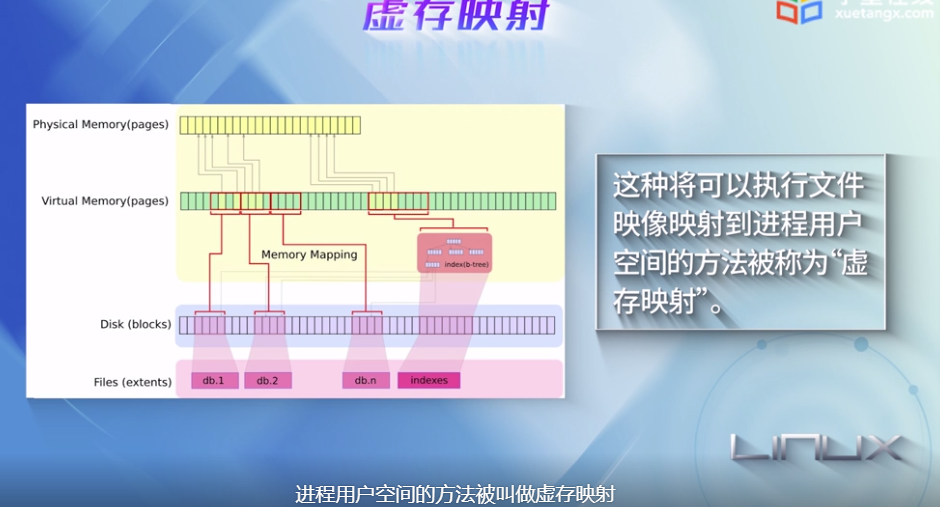 虚存映射
xuetangx.com
Physical Memory(pages)
Virtual Memory(pages)
Memory Mapping
index(b-tree)
Disk (blocks)
Files (extents)
db.1
db.2
db.n
indexes
这种将可以执行文件
映像映射到进程用户
空间的方法被称为“虚
存映射”。
LINUX
进程用户空间的方法被叫做虚存映射